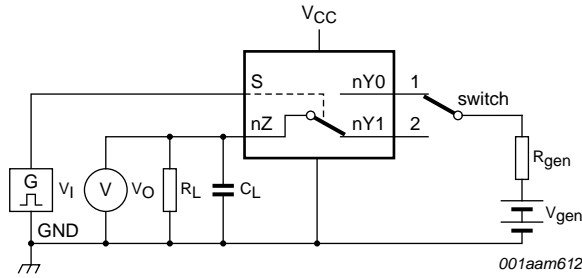 VCC
S
nY0
1
switch
nZ
nY1
2
G
VI
V
VO
RL
CL
Rgen
Vgen
GND
001aam612